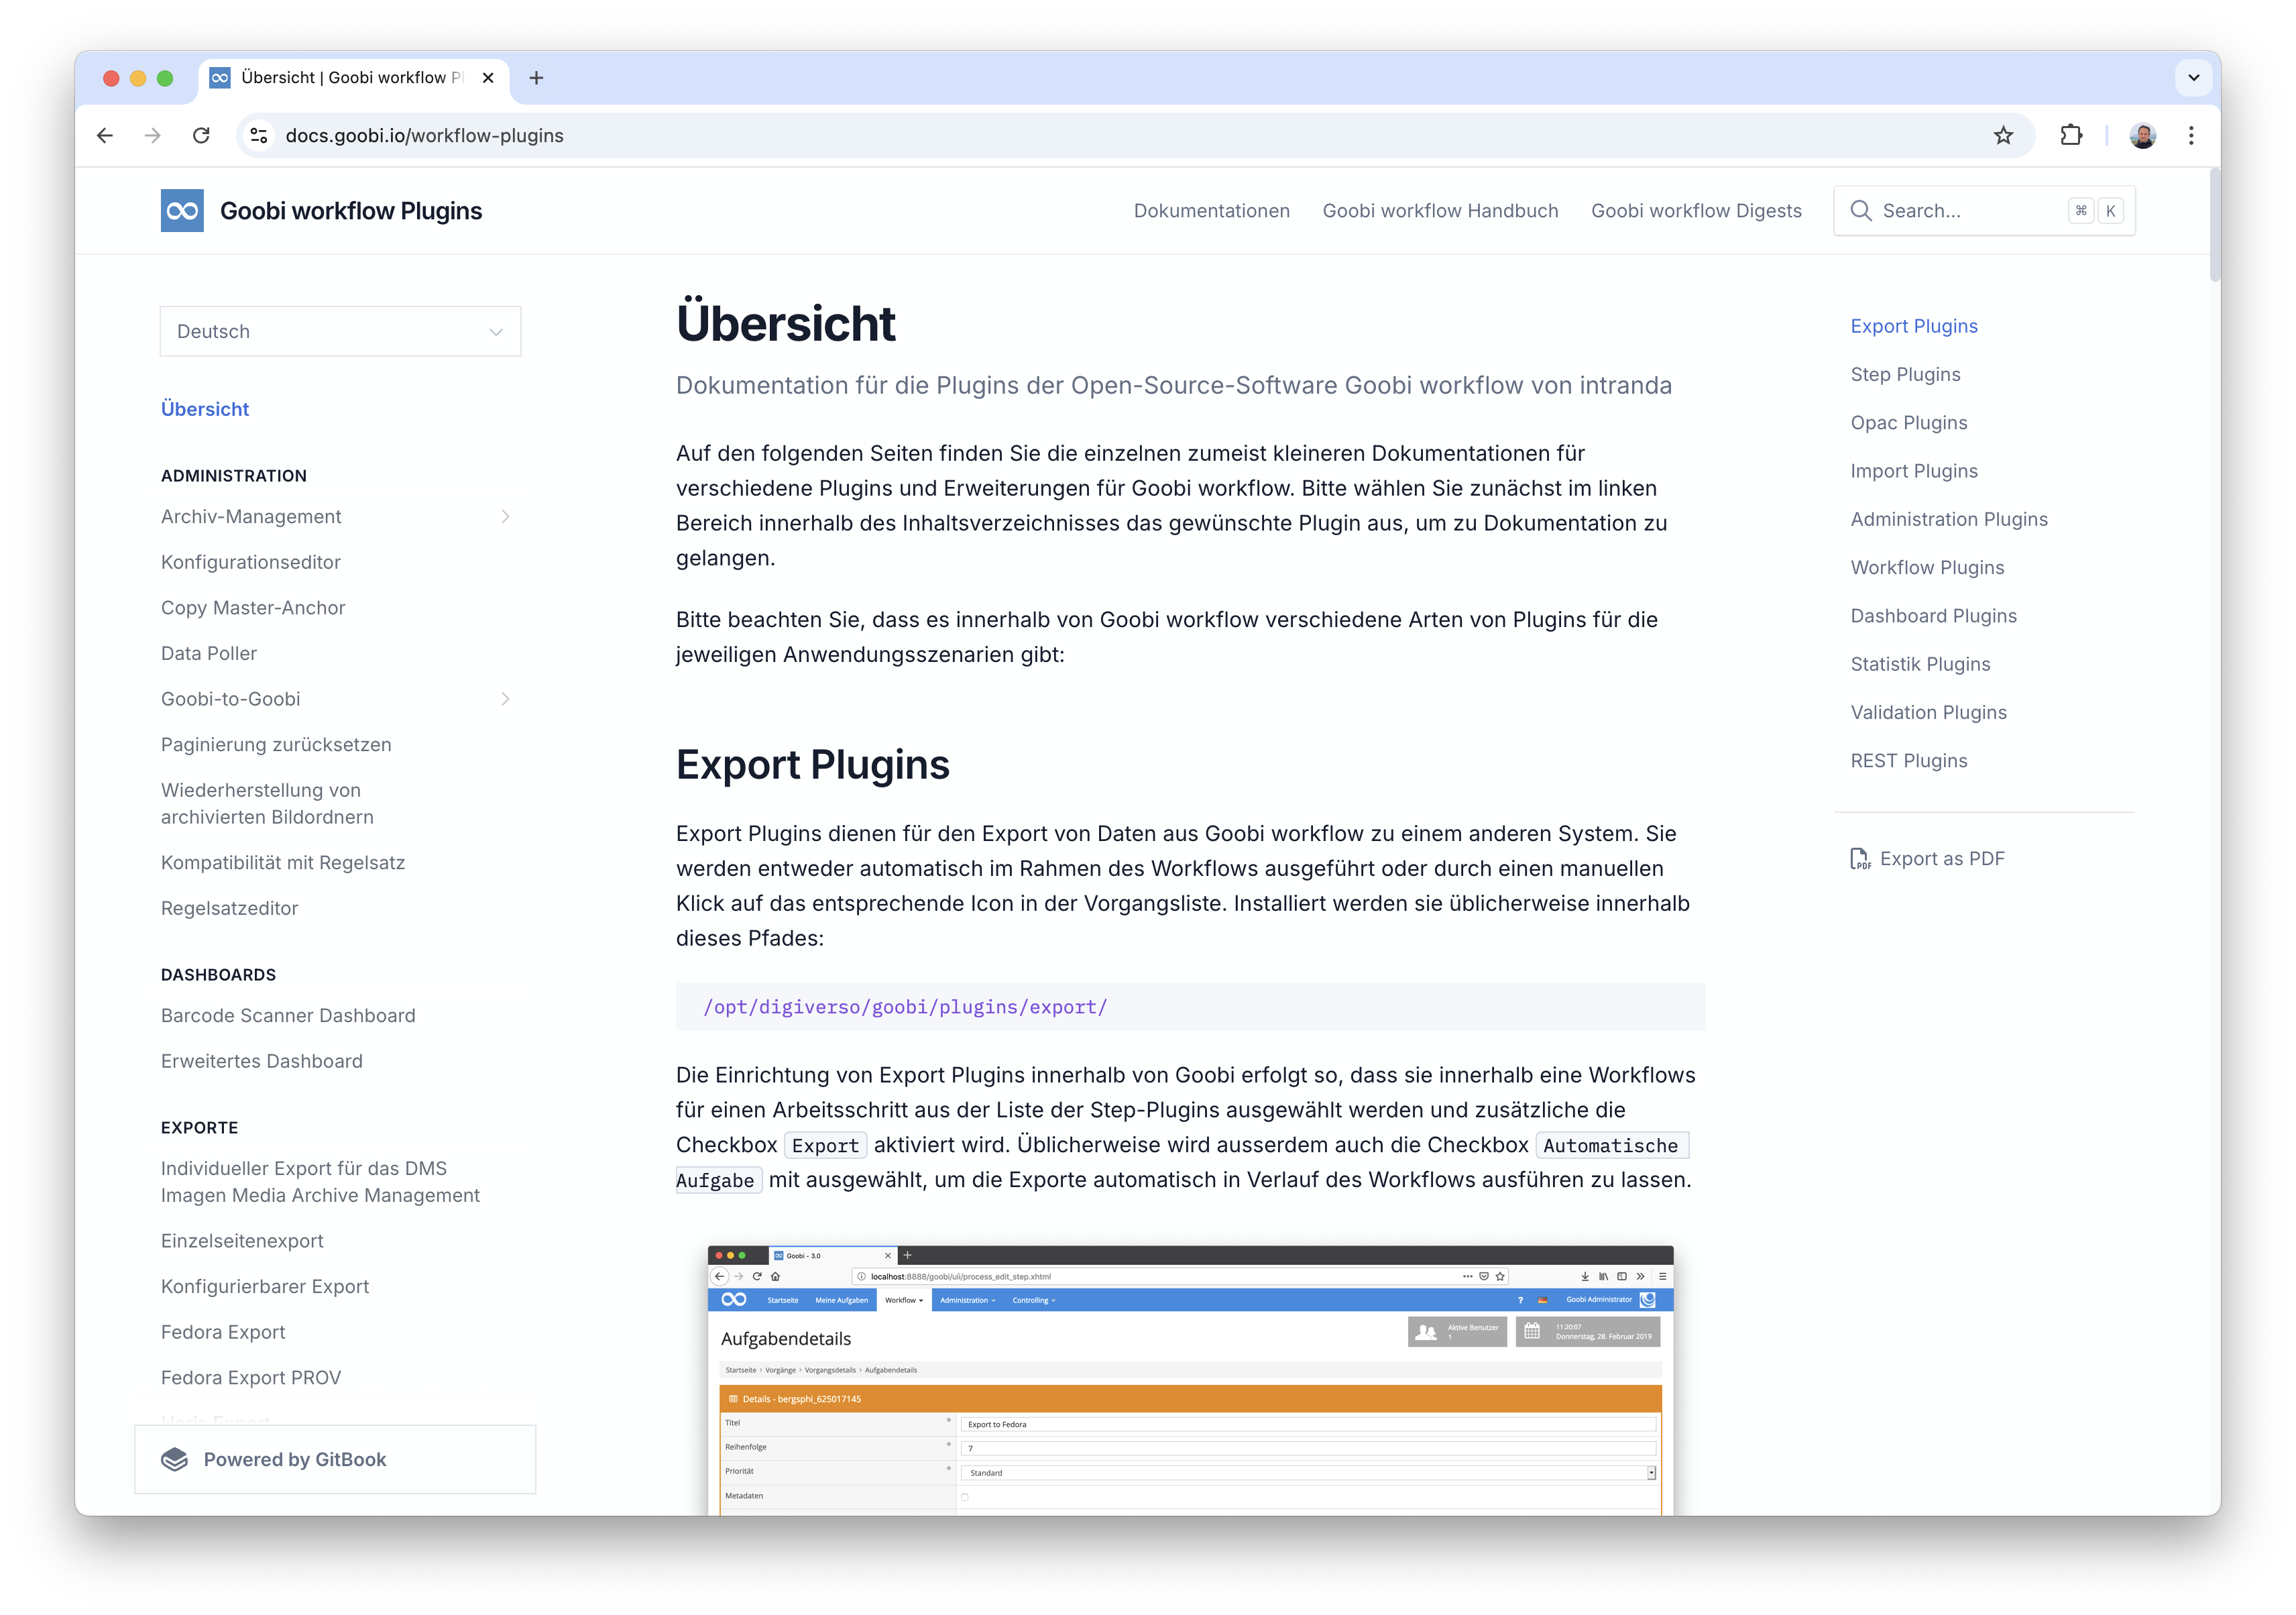 Übersicht | Goobi workflow Pl
docs.goobi.io/workflow-plugins
Goobi workflow Plugins
Dokumentationen
Goobi workflow Handbuch
Goobi workflow Digests
Search...
⌘ K
Deutsch
Übersicht
ADMINISTRATION
Archiv-Management
Konfigurationseditor
Copy Master-Anchor
Data Poller
Goobi-to-Goobi
Paginierung zurücksetzen
Wiederherstellung von
archivierten Bildordnern
Kompatibilität mit Regelsatz
Regelsatzeditor
DASHBOARDS
Barcode Scanner Dashboard
Erweitertes Dashboard
EXPORTE
Individueller Export für das DMS
Imagen Media Archive Management
Einzelseitenexport
Konfigurierbarer Export
Fedora Export
Fedora Export PROV
Powered by GitBook
Übersicht
Dokumentation für die Plugins der Open-Source-Software Goobi workflow von intranda
Auf den folgenden Seiten finden Sie die einzelnen zumeist kleineren Dokumentationen für
verschiedene Plugins und Erweiterungen für Goobi workflow. Bitte wählen Sie zunächst im linken
Bereich innerhalb des Inhaltsverzeichnisses das gewünschte Plugin aus, um zu Dokumentation zu
gelangen.
Bitte beachten Sie, dass es innerhalb von Goobi workflow verschiedene Arten von Plugins für die
jeweiligen Anwendungsszenarien gibt:
Export Plugins
Export Plugins dienen für den Export von Daten aus Goobi workflow zu einem anderen System. Sie
werden entweder automatisch im Rahmen des Workflows ausgeführt oder durch einen manuellen
Klick auf das entsprechende Icon in der Vorgangsliste. Installiert werden sie üblicherweise innerhalb
dieses Pfades:
/opt/digiverso/goobi/plugins/export/
Die Einrichtung von Export Plugins innerhalb von Goobi erfolgt so, dass sie innerhalb eine Workflows
für einen Arbeitsschritt aus der Liste der Step-Plugins ausgewählt werden und zusätzliche die
Checkbox Export aktiviert wird. Üblicherweise wird ausserdem auch die Checkbox Automatische
Aufgabe mit ausgewählt, um die Exporte automatisch in Verlauf des Workflows ausführen zu lassen.
Goobi - 3.0
localhost:8888/goobi/uii/process_edit_step.xhtml
Startseite
Meine Aufgaben
Workflow
Administration
Controlling
?
Goobi Administrator
Aufgabendetails
Aktive Benutzer
1
11:20:07
Donnerstag, 28. Februar 2019
Startseite › Vorgänge › Vorgangsdetails › Aufgabendetails
Details - bergsphi_625017145
Titel *
Export to Fedora
Reihenfolge *
7
Priorität *
Standard
Metadaten
Export Plugins
Step Plugins
Opac Plugins
Import Plugins
Administration Plugins
Workflow Plugins
Dashboard Plugins
Statistik Plugins
Validation Plugins
REST Plugins
PDF Export as PDF